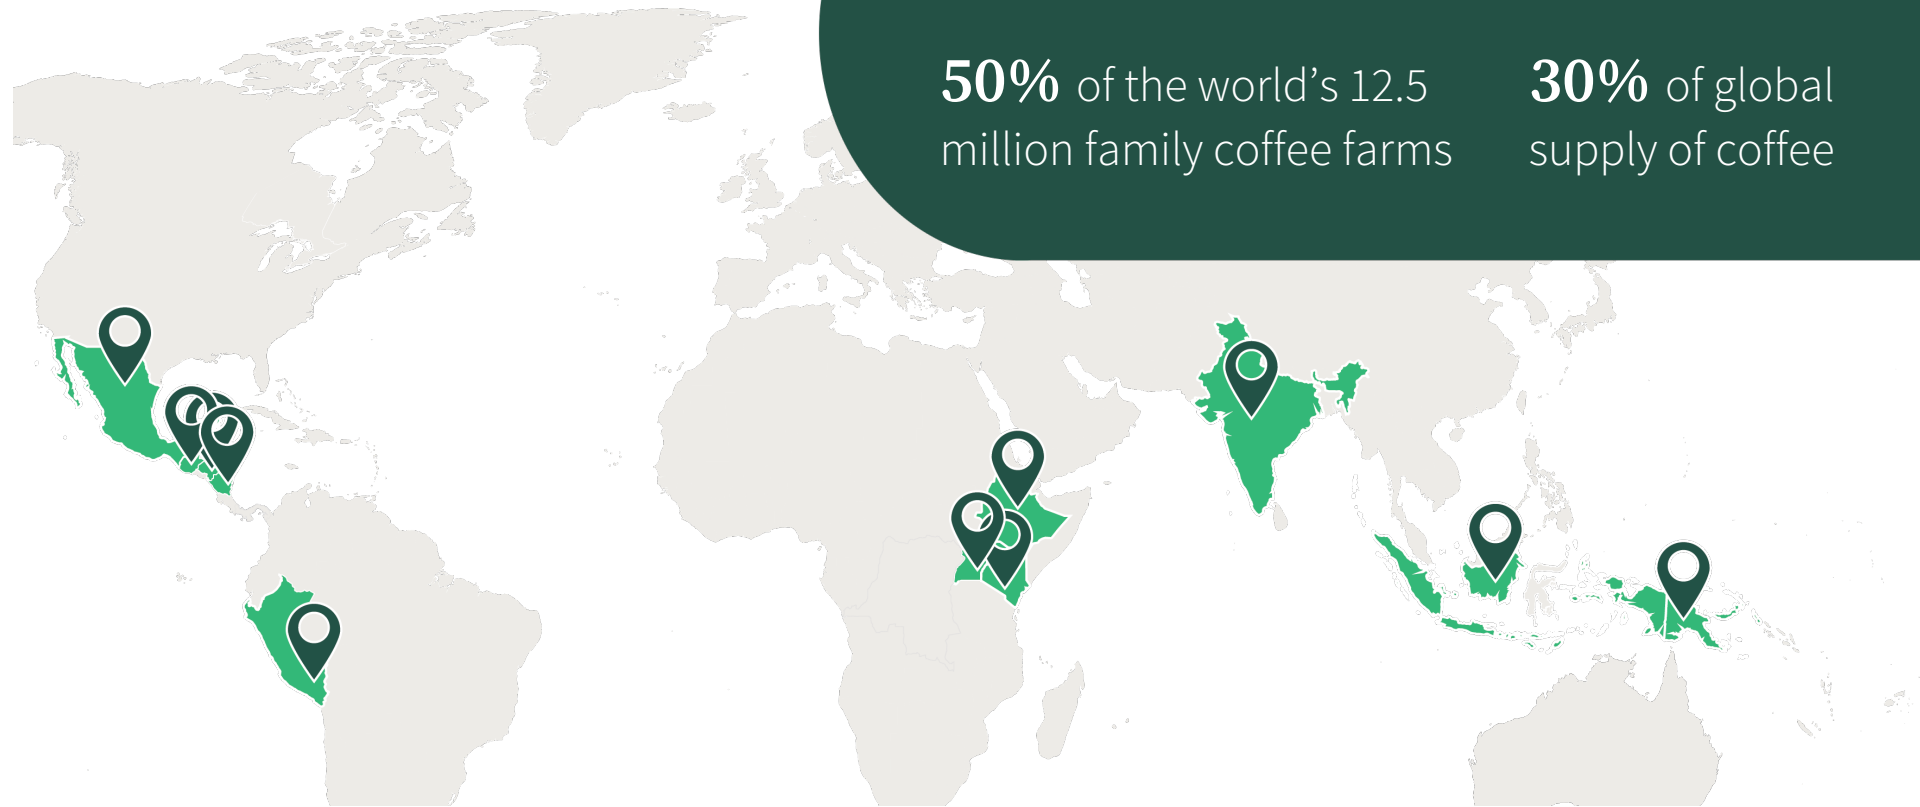 50% of the world’s 12.5
million family coffee farms
30% of global
supply of coffee